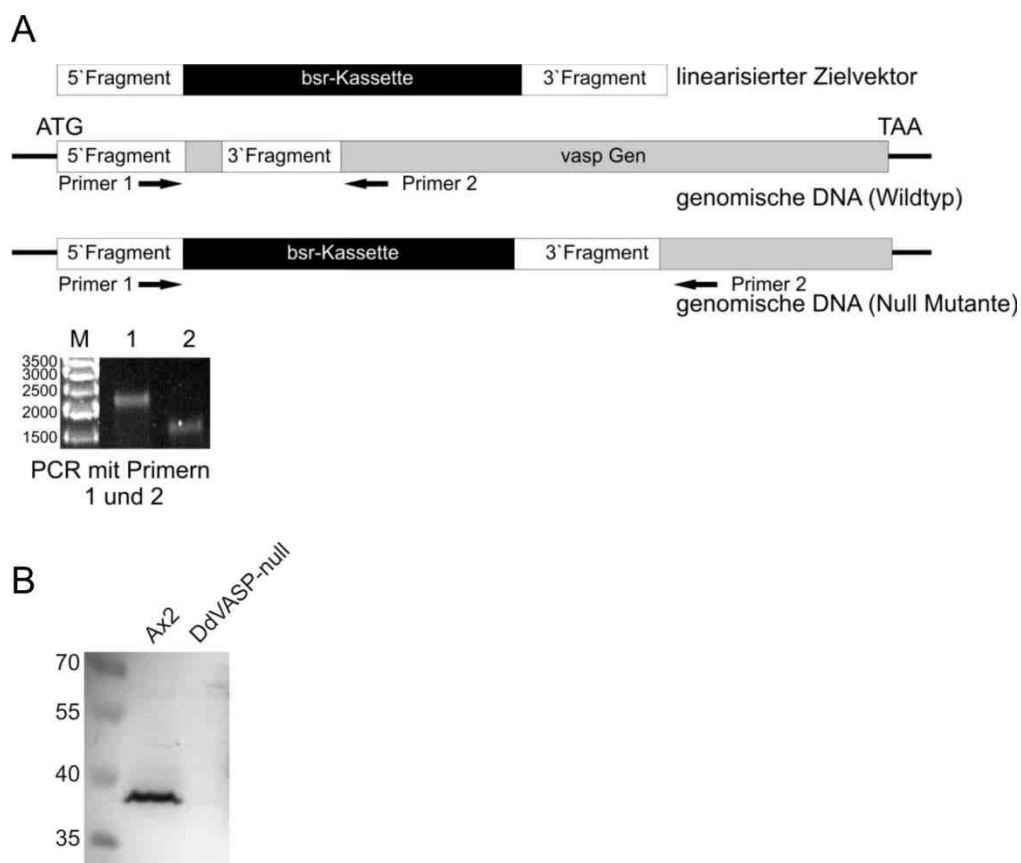 A
5`Fragment bsr-Kassette 3`Fragment linearisierter Zielvektor
ATG TAA
5`Fragment 3`Fragment vasp Gen
Primer 1 Primer 2
genomische DNA (Wildtyp)
5`Fragment bsr-Kassette 3`Fragment
Primer 1 Primer 2
genomische DNA (Null Mutante)
M 1 2
3500
3000
2500
2000
1500
PCR mit Primern
1 und 2
B
Ax2 DdVASP-null
70
55
40
35